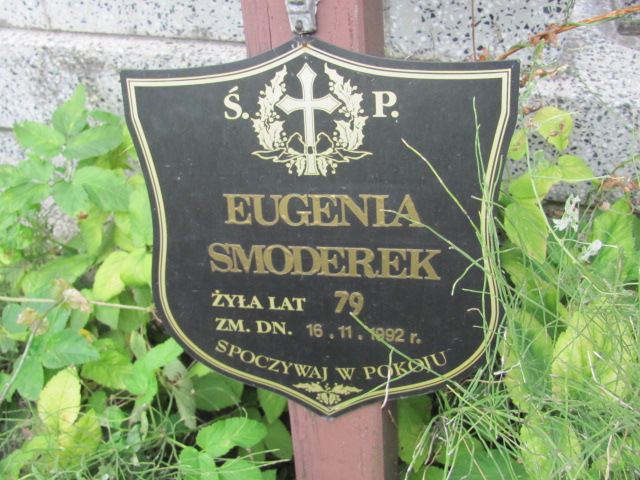 Ś. P.
EUGENIA
SMODEREK
ŻYŁA LAT 79
ZM. DN. 16.11.1992 r.
SPOCZYWAJ W POKOJU